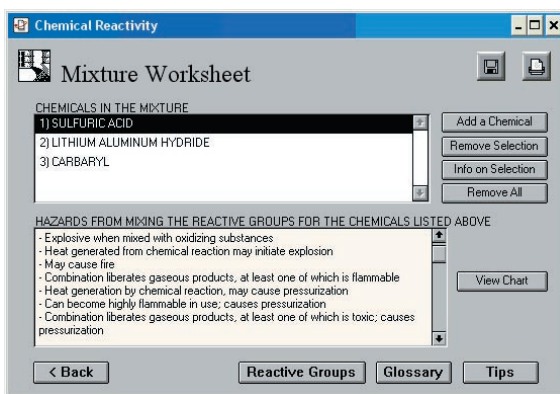 Chemical Reactivity
Mixture Worksheet
CHEMICALS IN THE MIXTURE
1) SULFURIC ACID
2) LITHIUM ALUMINUM HYDRIDE
3) CARBARYL
Add a Chemical
Remove Selection
Info on Selection
Remove All
HAZARDS FROM MIXING THE REACTIVE GROUPS FOR THE CHEMICALS LISTED ABOVE
- Explosive when mixed with oxidizing substances
- Heat generated from chemical reaction may initiate explosion
- May cause fire
- Combination liberates gaseous products, at least one of which is flammable
- Heat generation by chemical reaction, may cause pressurization
- Can become highly flammable in use; causes pressurization
- Combination liberates gaseous products, at least one of which is toxic; causes
pressurization
View Chart
< Back
Reactive Groups
Glossary
Tips